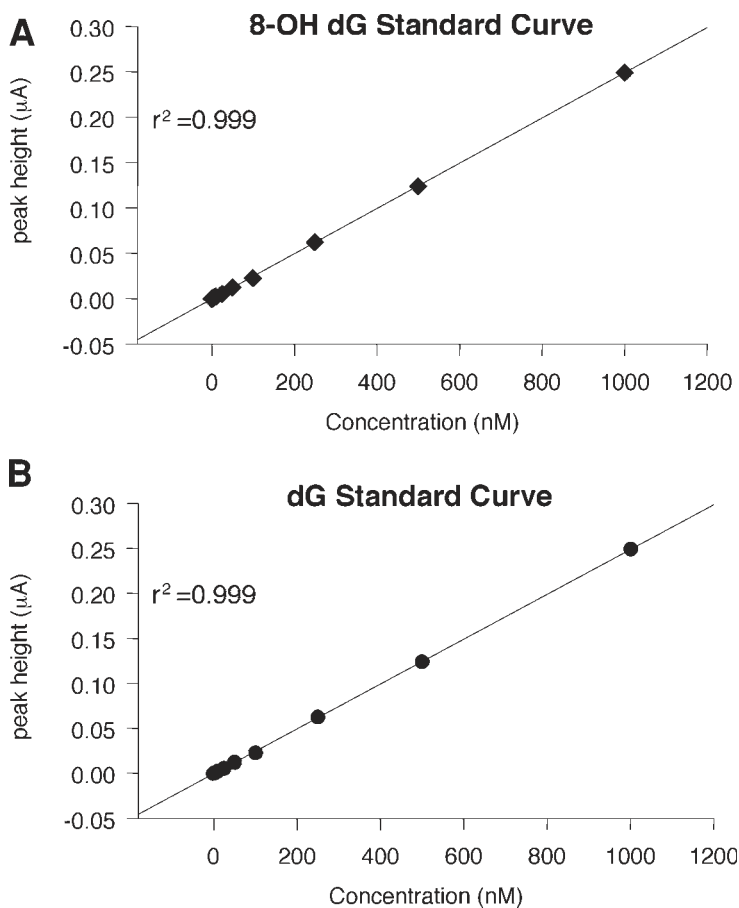 A
8-OH dG Standard Curve
0.30
0.25
0.20
0.15
0.10
0.05
0.00
-0.05
peak height (μA)
r² =0.999
0 200 400 600 800 1000 1200
Concentration (nM)
B
dG Standard Curve
0.30
0.25
0.20
0.15
0.10
0.05
0.00
-0.05
peak height (μA)
r² =0.999
0 200 400 600 800 1000 1200
Concentration (nM)